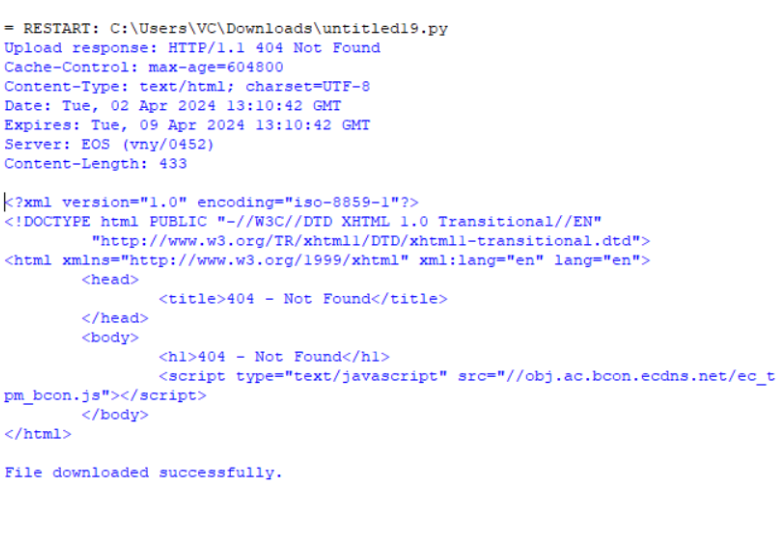 = RESTART: C:\Users\VC\Downloads\untitled19.py
Upload response: HTTP/1.1 404 Not Found
Cache-Control: max-age=604800
Content-Type: text/html; charset=UTF-8
Date: Tue, 02 Apr 2024 13:10:42 GMT
Expires: Tue, 09 Apr 2024 13:10:42 GMT
Server: EOS (vny/0452)
Content-Length: 433
<?xml version="1.0" encoding="iso-8859-1"?>
<!DOCTYPE html PUBLIC "-//W3C//DTD XHTML 1.0 Transitional//EN"
"http://www.w3.org/TR/xhtml1/DTD/xhtml1-transitional.dtd">
<html xmlns="http://www.w3.org/1999/xhtml" xml:lang="en" lang="en">
<head>
<title>404 - Not Found</title>
</head>
<body>
<h1>404 - Not Found</h1>
<script type="text/javascript" src="//obj.ac.bcon.ecdns.net/ec_t
pm_bcon.js"></script>
</body>
</html>
File downloaded successfully.